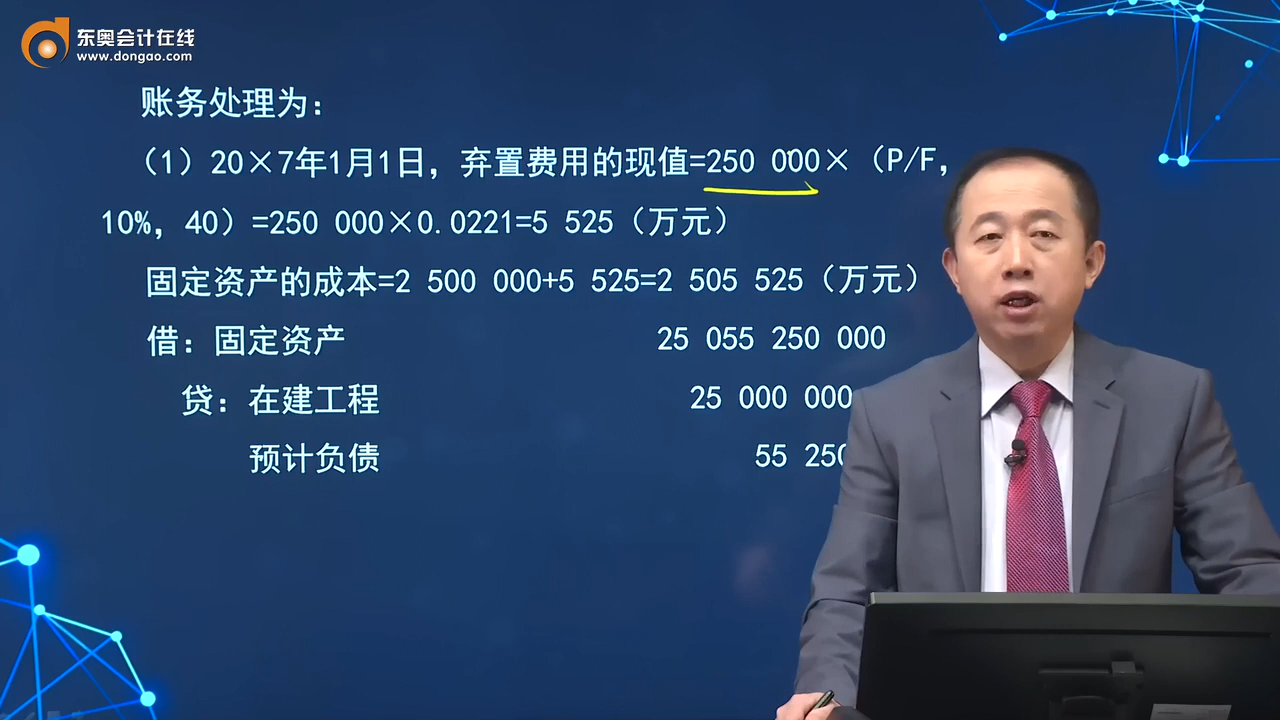 东奥会计在线
www.dongao.com
账务处理为：
（1）20×7年1月1日，弃置费用的现值=250 000×（P/F，
10%，40）=250 000×0.0221=5 525（万元）
固定资产的成本=2 500 000+5 525=2 505 525（万元）
借：固定资产 25 055 250 000
贷：在建工程 25 000 000
预计负债 55 250